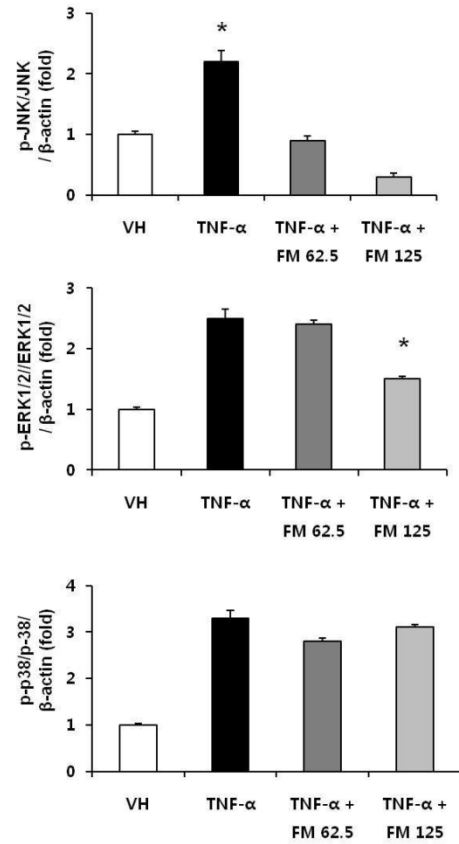 p-JNK/JNK
/ β-actin (fold)
3
2
1
0
*
VH
TNF-α
TNF-α +
FM 62.5
TNF-α +
FM 125
p-ERK1/2//ERK1/2
/ β-actin (fold)
3
2
1
0
*
VH
TNF-α
TNF-α +
FM 62.5
TNF-α +
FM 125
p-p38/p-38/
β-actin (fold)
4
3
2
1
0
VH
TNF-α
TNF-α +
FM 62.5
TNF-α +
FM 125